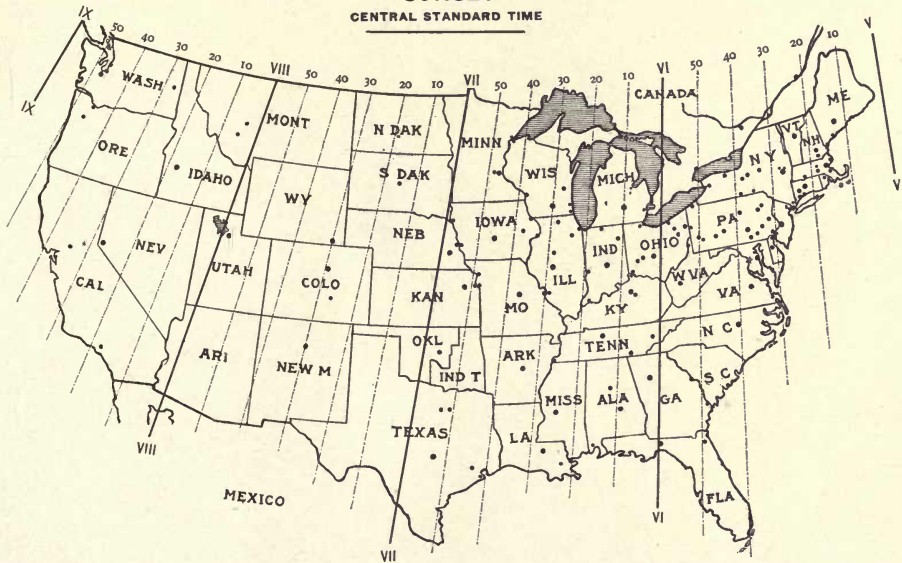 CENTRAL STANDARD TIME
IX 50 40 30 20 10 VIII 50 40 30 20 10 VII 50 40 30 20 10 VI 50 40 30 20 10 V
IX
WASH
MONT
N DAK
MINN
CANADA
ME
VT
NH
ORE
IDAHO
WY
S DAK
WIS
MICH
N Y
V
NEV
NEB
IOWA
PA
CAL
UTAH
COLO
KAN
MO
ILL
IND
OHIO
W VA
VA
KY
ARI
NEW M
OKL
IND T
ARK
TENN
N C
S C
TEXAS
LA
MISS
ALA
GA
VIII
MEXICO
FLA
VII
VI